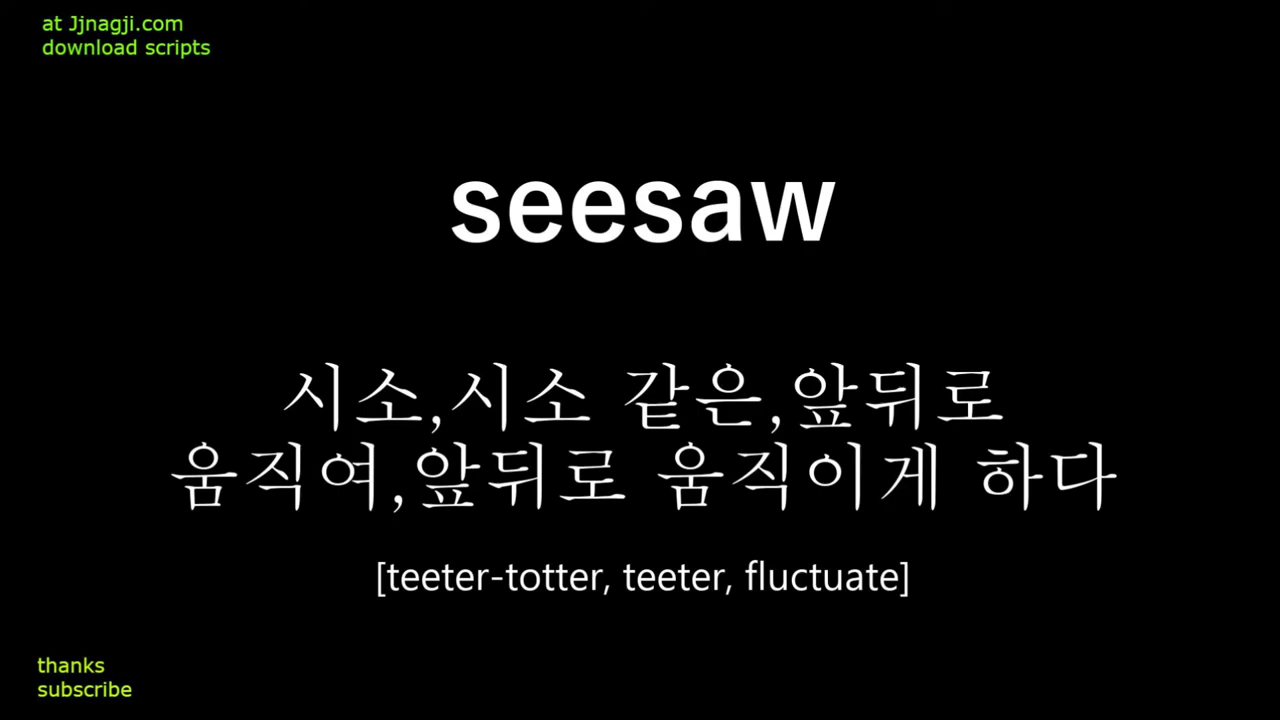 at Jjnagji.com
download scripts
seesaw
시소,시소 같은,앞뒤로
움직여,앞뒤로 움직이게 하다
[teeter-totter, teeter, fluctuate]
thanks
subscribe